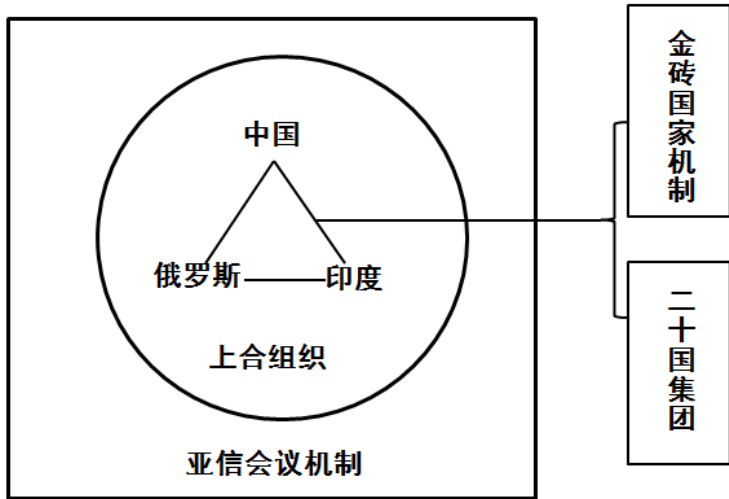 中国
俄罗斯
印度
上合组织
亚信会议机制
金砖国家机制
二十国集团